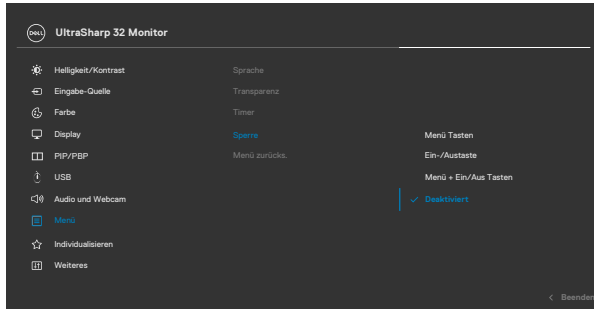 DELL UltraSharp 32 Monitor
Helligkeit/Kontrast Sprache
Eingabe-Quelle Transparenz
Farbe Timer
Display Sperre Menü Tasten
PIP/PBP Menü zurücks. Ein-/Austaste
USB Menü + Ein/Aus Tasten
Audio und Webcam Deaktiviert
Menü
Individualisieren
Weiteres
Beenden